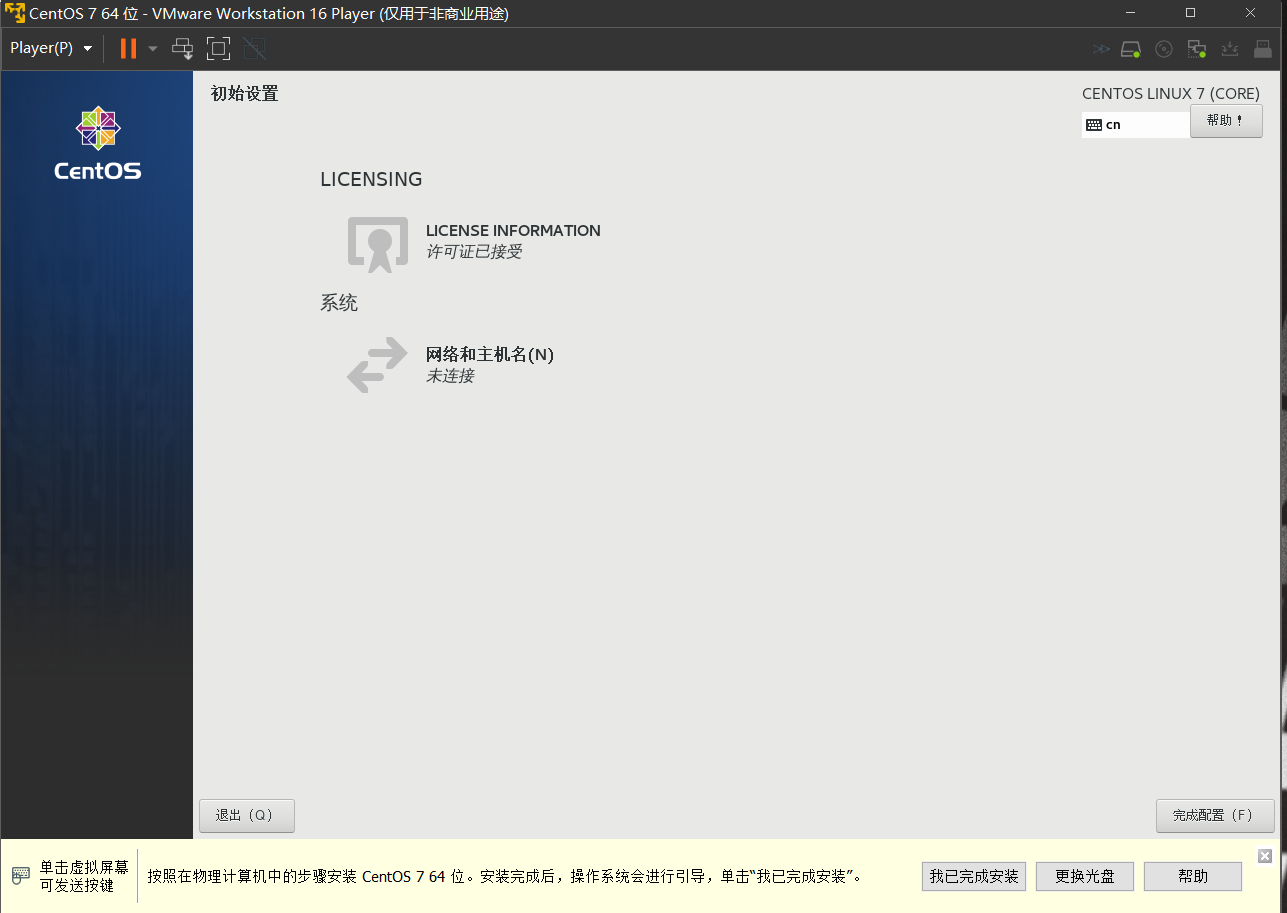 CentOS 7 64 位 - VMware Workstation 16 Player (仅用于非商业用途)
Player(P)
CentOS
初始设置
CENTOS LINUX 7 (CORE)
cn
帮助！
LICENSING
LICENSE INFORMATION
许可证已接受
系统
网络和主机名(N)
未连接
退出（Q）
完成配置（F）
单击虚拟屏幕
可发送按键
按照在物理计算机中的步骤安装 CentOS 7 64 位。安装完成后，操作系统会进行引导，单击“我已完成安装”。
我已完成安装
更换光盘
帮助